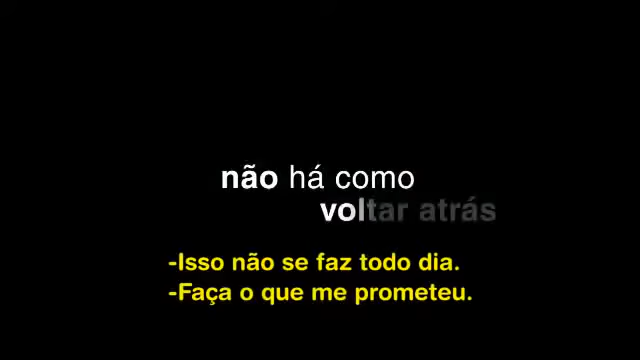 não há como
voltar atrás
-Isso não se faz todo dia.
-Faça o que me prometeu.